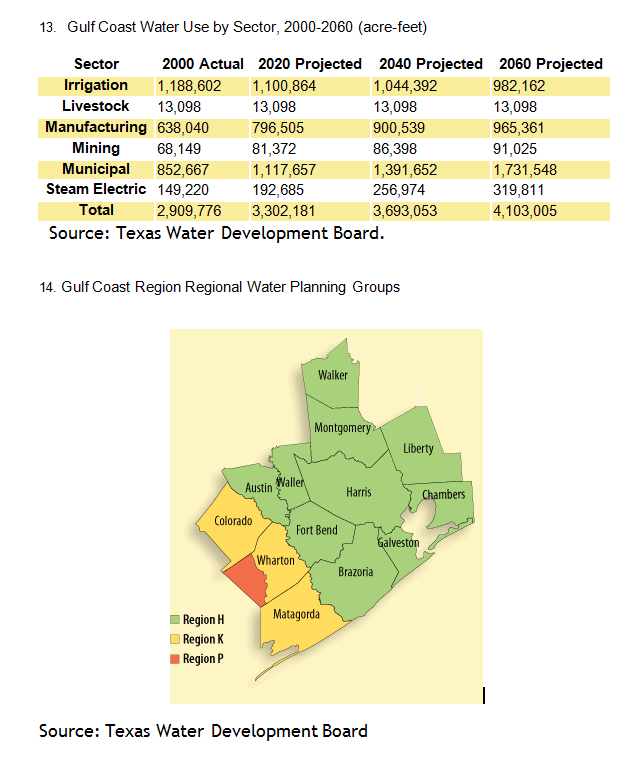 13. Gulf Coast Water Use by Sector, 2000-2060 (acre-feet)
Sector 2000 Actual 2020 Projected 2040 Projected 2060 Projected
Irrigation 1,188,602 1,100,864 1,044,392 982,162
Livestock 13,098 13,098 13,098 13,098
Manufacturing 638,040 796,505 900,539 965,361
Mining 68,149 81,372 86,398 91,025
Municipal 852,667 1,117,657 1,391,652 1,731,548
Steam Electric 149,220 192,685 256,974 319,811
Total 2,909,776 3,302,181 3,693,053 4,103,005
Source: Texas Water Development Board.
14. Gulf Coast Region Regional Water Planning Groups
Walker
Montgomery
Liberty
Austin Waller Harris Chambers
Colorado Fort Bend Galveston
Wharton Brazoria
Matagorda
Region H
Region K
Region P
Source: Texas Water Development Board